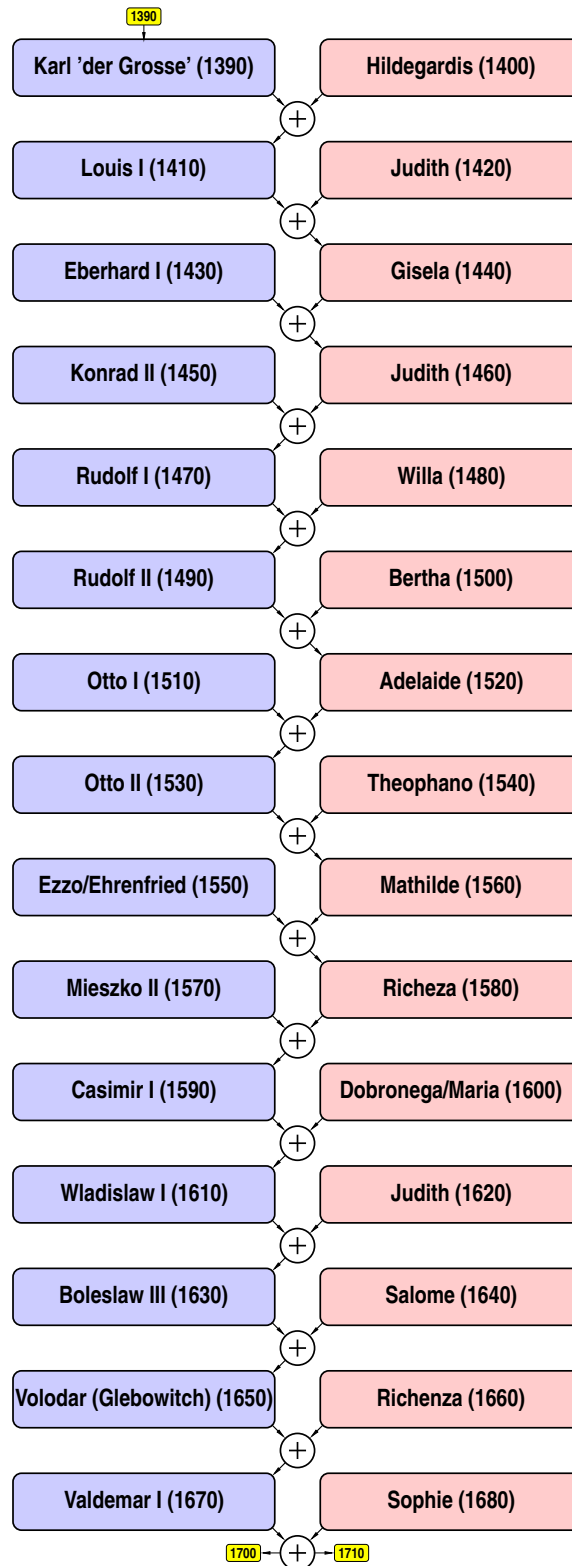 1390
Karl 'der Grosse' (1390)
Hildegardis (1400)
Louis I (1410)
Judith (1420)
Eberhard I (1430)
Gisela (1440)
Konrad II (1450)
Judith (1460)
Rudolf I (1470)
Willa (1480)
Rudolf II (1490)
Bertha (1500)
Otto I (1510)
Adelaide (1520)
Otto II (1530)
Theophano (1540)
Ezzo/Ehrenfried (1550)
Mathilde (1560)
Mieszko II (1570)
Richeza (1580)
Casimir I (1590)
Dobronega/Maria (1600)
Wladislaw I (1610)
Judith (1620)
Boleslaw III (1630)
Salome (1640)
Volodar (Glebowitch) (1650)
Richenza (1660)
Valdemar I (1670)
Sophie (1680)
1700
1710